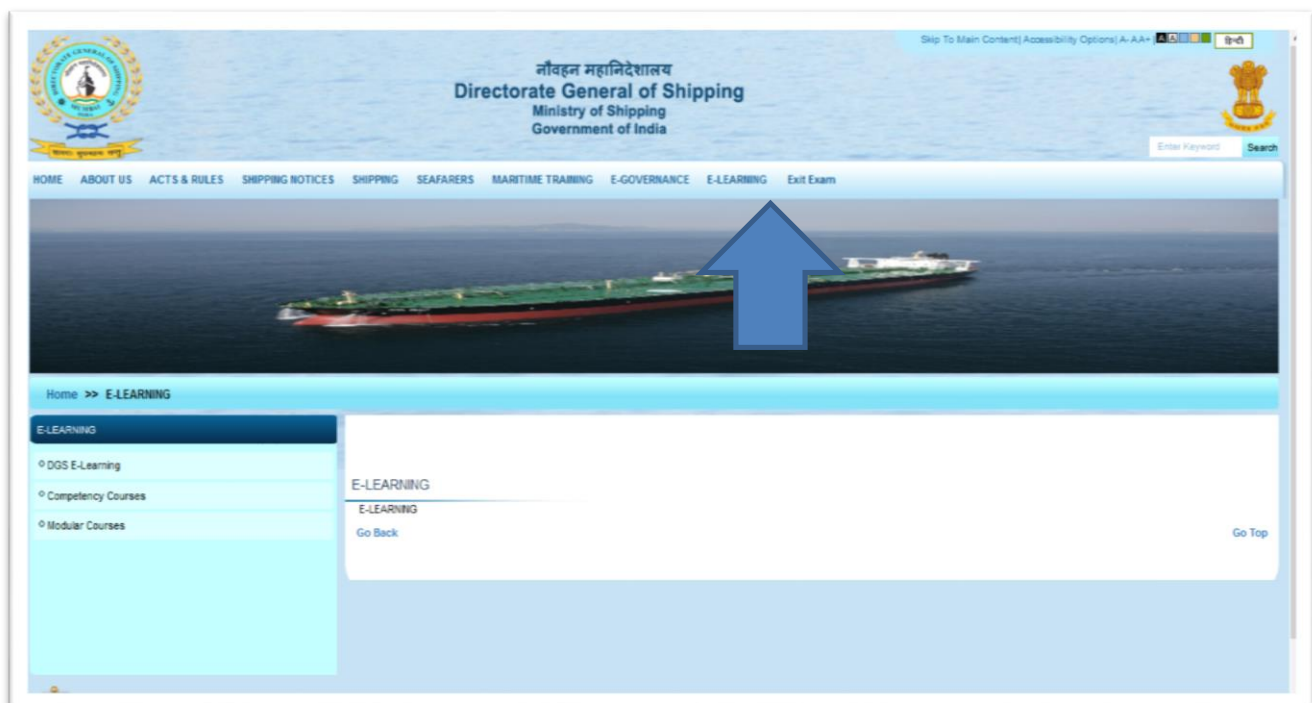 Skip To Main Content| Accessibility Options| A- A A+ | A A हिन्दी
नौवहन महानिदेशालय
Directorate General of Shipping
Ministry of Shipping
Government of India
Enter Keyword Search
HOME ABOUT US ACTS & RULES SHIPPING NOTICES SHIPPING SEAFARERS MARITIME TRAINING E-GOVERNANCE E-LEARNING Exit Exam
Home >> E-LEARNING
E-LEARNING
DGS E-Learning
Competency Courses
Modular Courses
E-LEARNING
E-LEARNING
Go Back Go Top